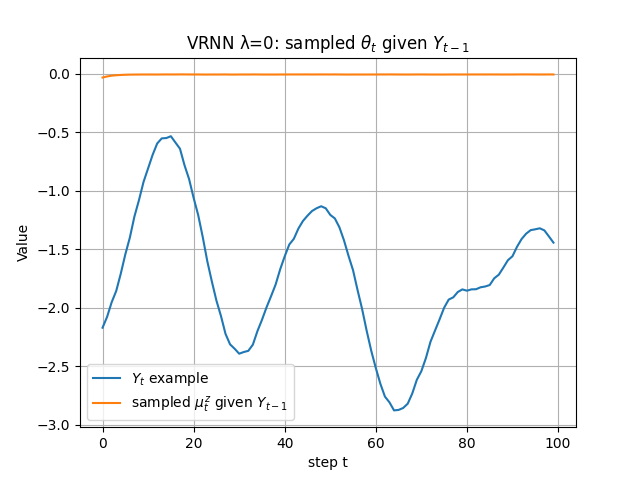 VRNN λ=0: sampled θ_t given Y_{t−1}
Value
0.0
−0.5
−1.0
−1.5
−2.0
−2.5
−3.0
Y_t example
sampled μ_t^z given Y_{t−1}
0 20 40 60 80 100
step t